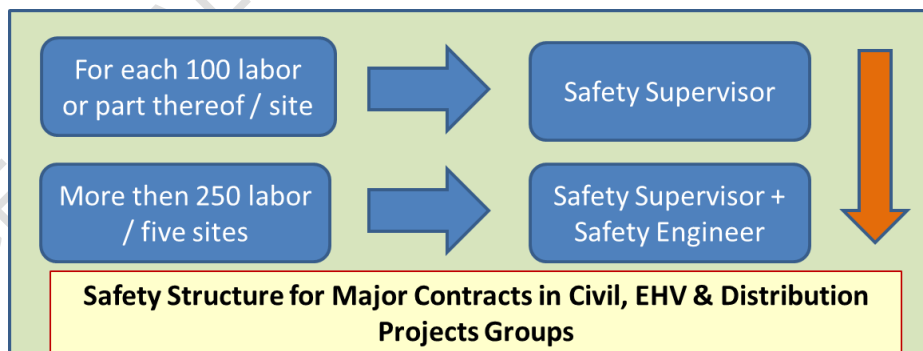 For each 100 labor
or part thereof / site
Safety Supervisor
More then 250 labor
/ five sites
Safety Supervisor +
Safety Engineer
Safety Structure for Major Contracts in Civil, EHV & Distribution
Projects Groups